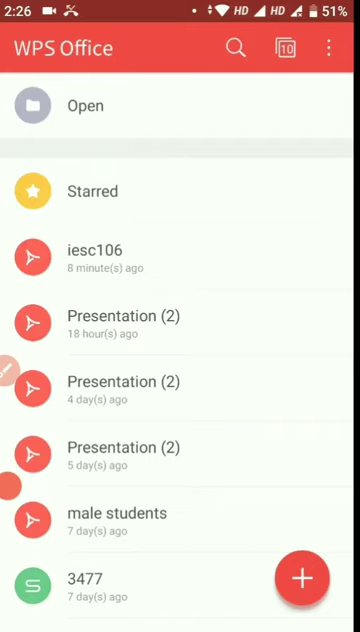 2:26 HD HD 51%
WPS Office
10
Open
Starred
iesc106
8 minute(s) ago
Presentation (2)
18 hour(s) ago
Presentation (2)
4 day(s) ago
Presentation (2)
5 day(s) ago
male students
7 day(s) ago
3477
7 day(s) ago